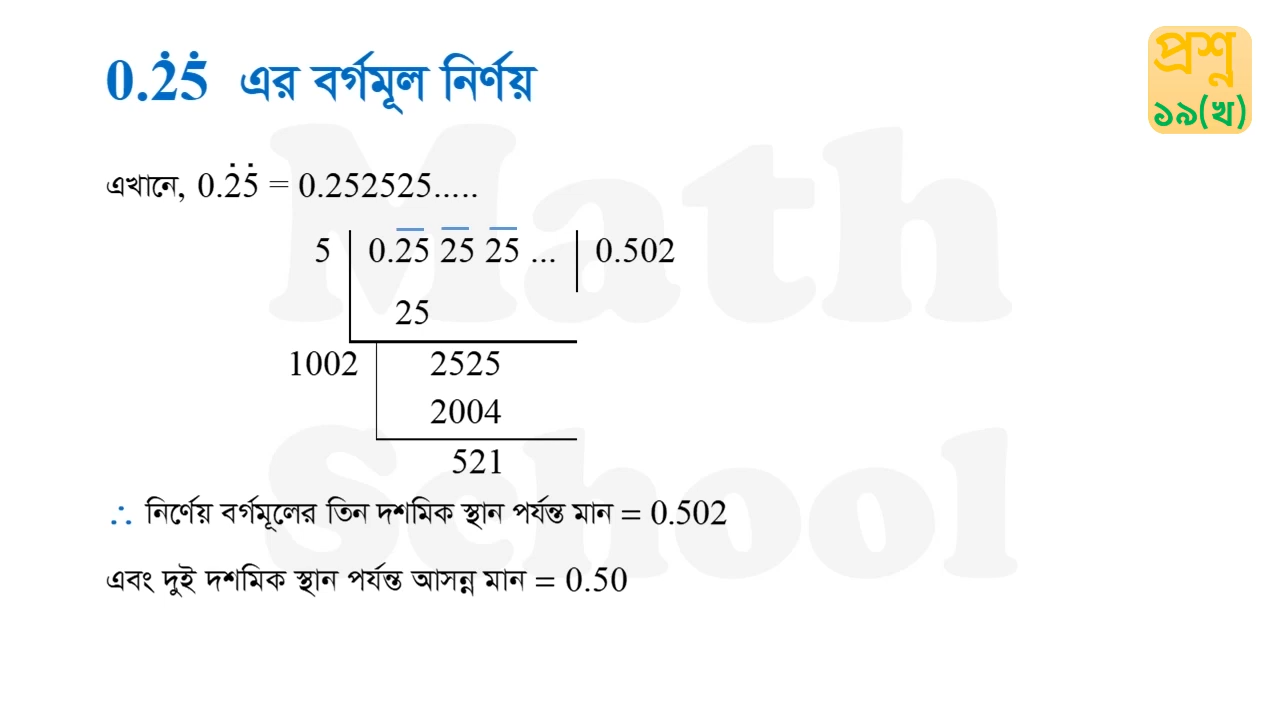 0.2̇5̇ এর বর্গমূল নির্ণয়
প্রশ্ন
১৯(খ)
এখানে, 0.2̇5̇ = 0.252525.....
5 0.25 25 25 ... 0.502
25
1002 2525
2004
521
∴ নির্ণেয় বর্গমূলের তিন দশমিক স্থান পর্যন্ত মান = 0.502
এবং দুই দশমিক স্থান পর্যন্ত আসন্ন মান = 0.50
Math
School